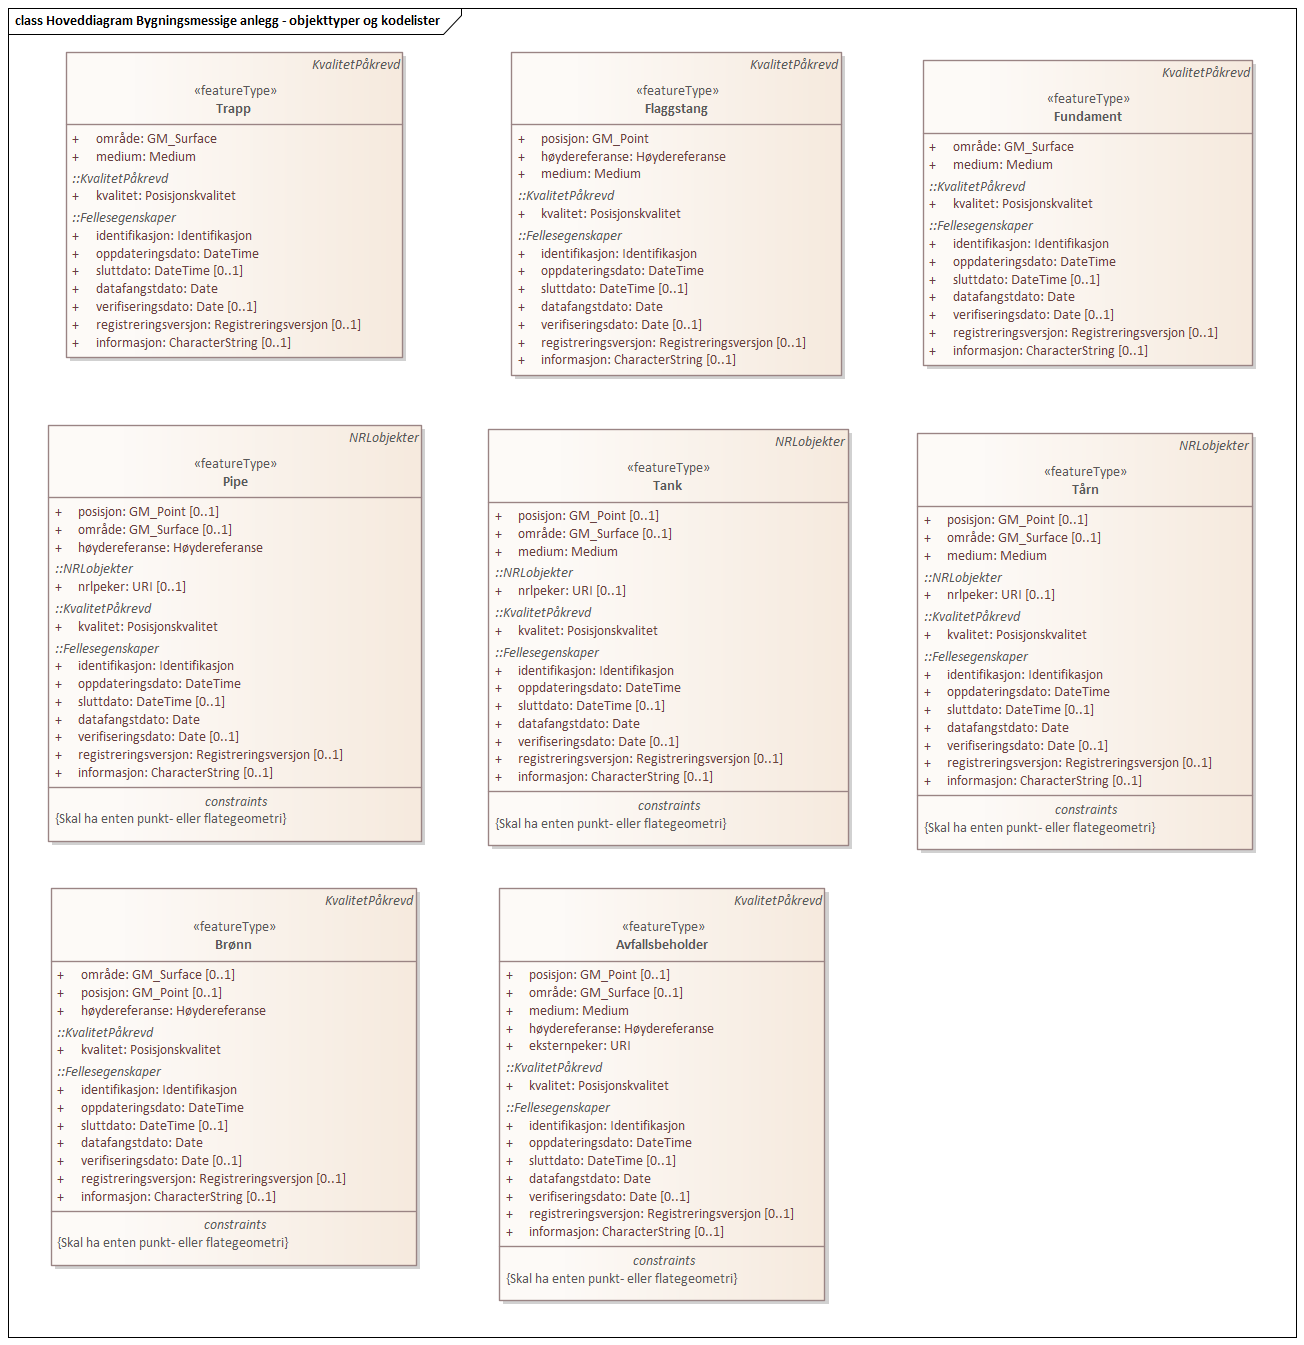 class Hoveddiagram Bygningsmessige anlegg - objekttyper og kodelister
KvalitetPåkrevd
«featureType»
Trapp
+ område: GM_Surface
+ medium: Medium
::KvalitetPåkrevd
+ kvalitet: Posisjonskvalitet
::Fellesegenskaper
+ identifikasjon: Identifikasjon
+ oppdateringsdato: DateTime
+ sluttdato: DateTime [0..1]
+ datafangstdato: Date
+ verifiseringsdato: Date [0..1]
+ registreringsversjon: Registreringsversjon [0..1]
+ informasjon: CharacterString [0..1]
KvalitetPåkrevd
«featureType»
Flaggstang
+ posisjon: GM_Point
+ høydereferanse: Høydereferanse
+ medium: Medium
::KvalitetPåkrevd
+ kvalitet: Posisjonskvalitet
::Fellesegenskaper
+ identifikasjon: Identifikasjon
+ oppdateringsdato: DateTime
+ sluttdato: DateTime [0..1]
+ datafangstdato: Date
+ verifiseringsdato: Date [0..1]
+ registreringsversjon: Registreringsversjon [0..1]
+ informasjon: CharacterString [0..1]
KvalitetPåkrevd
«featureType»
Fundament
+ område: GM_Surface
+ medium: Medium
::KvalitetPåkrevd
+ kvalitet: Posisjonskvalitet
::Fellesegenskaper
+ identifikasjon: Identifikasjon
+ oppdateringsdato: DateTime
+ sluttdato: DateTime [0..1]
+ datafangstdato: Date
+ verifiseringsdato: Date [0..1]
+ registreringsversjon: Registreringsversjon [0..1]
+ informasjon: CharacterString [0..1]
NRLobjekter
«featureType»
Pipe
+ posisjon: GM_Point [0..1]
+ område: GM_Surface [0..1]
+ høydereferanse: Høydereferanse
::NRLobjekter
+ nrlpeker: URI [0..1]
::KvalitetPåkrevd
+ kvalitet: Posisjonskvalitet
::Fellesegenskaper
+ identifikasjon: Identifikasjon
+ oppdateringsdato: DateTime
+ sluttdato: DateTime [0..1]
+ datafangstdato: Date
+ verifiseringsdato: Date [0..1]
+ registreringsversjon: Registreringsversjon [0..1]
+ informasjon: CharacterString [0..1]
constraints
{Skal ha enten punkt- eller flategeometri}
NRLobjekter
«featureType»
Tank
+ posisjon: GM_Point [0..1]
+ område: GM_Surface [0..1]
+ medium: Medium
::NRLobjekter
+ nrlpeker: URI [0..1]
::KvalitetPåkrevd
+ kvalitet: Posisjonskvalitet
::Fellesegenskaper
+ identifikasjon: Identifikasjon
+ oppdateringsdato: DateTime
+ sluttdato: DateTime [0..1]
+ datafangstdato: Date
+ verifiseringsdato: Date [0..1]
+ registreringsversjon: Registreringsversjon [0..1]
+ informasjon: CharacterString [0..1]
constraints
{Skal ha enten punkt- eller flategeometri}
NRLobjekter
«featureType»
Tårn
+ posisjon: GM_Point [0..1]
+ område: GM_Surface [0..1]
+ medium: Medium
::NRLobjekter
+ nrlpeker: URI [0..1]
::KvalitetPåkrevd
+ kvalitet: Posisjonskvalitet
::Fellesegenskaper
+ identifikasjon: Identifikasjon
+ oppdateringsdato: DateTime
+ sluttdato: DateTime [0..1]
+ datafangstdato: Date
+ verifiseringsdato: Date [0..1]
+ registreringsversjon: Registreringsversjon [0..1]
+ informasjon: CharacterString [0..1]
constraints
{Skal ha enten punkt- eller flategeometri}
KvalitetPåkrevd
«featureType»
Brønn
+ område: GM_Surface [0..1]
+ posisjon: GM_Point [0..1]
+ høydereferanse: Høydereferanse
::KvalitetPåkrevd
+ kvalitet: Posisjonskvalitet
::Fellesegenskaper
+ identifikasjon: Identifikasjon
+ oppdateringsdato: DateTime
+ sluttdato: DateTime [0..1]
+ datafangstdato: Date
+ verifiseringsdato: Date [0..1]
+ registreringsversjon: Registreringsversjon [0..1]
+ informasjon: CharacterString [0..1]
constraints
{Skal ha enten punkt- eller flategeometri}
KvalitetPåkrevd
«featureType»
Avfallsbeholder
+ posisjon: GM_Point [0..1]
+ område: GM_Surface [0..1]
+ medium: Medium
+ høydereferanse: Høydereferanse
+ eksternpeker: URI
::KvalitetPåkrevd
+ kvalitet: Posisjonskvalitet
::Fellesegenskaper
+ identifikasjon: Identifikasjon
+ oppdateringsdato: DateTime
+ sluttdato: DateTime [0..1]
+ datafangstdato: Date
+ verifiseringsdato: Date [0..1]
+ registreringsversjon: Registreringsversjon [0..1]
+ informasjon: CharacterString [0..1]
constraints
{Skal ha enten punkt- eller flategeometri}